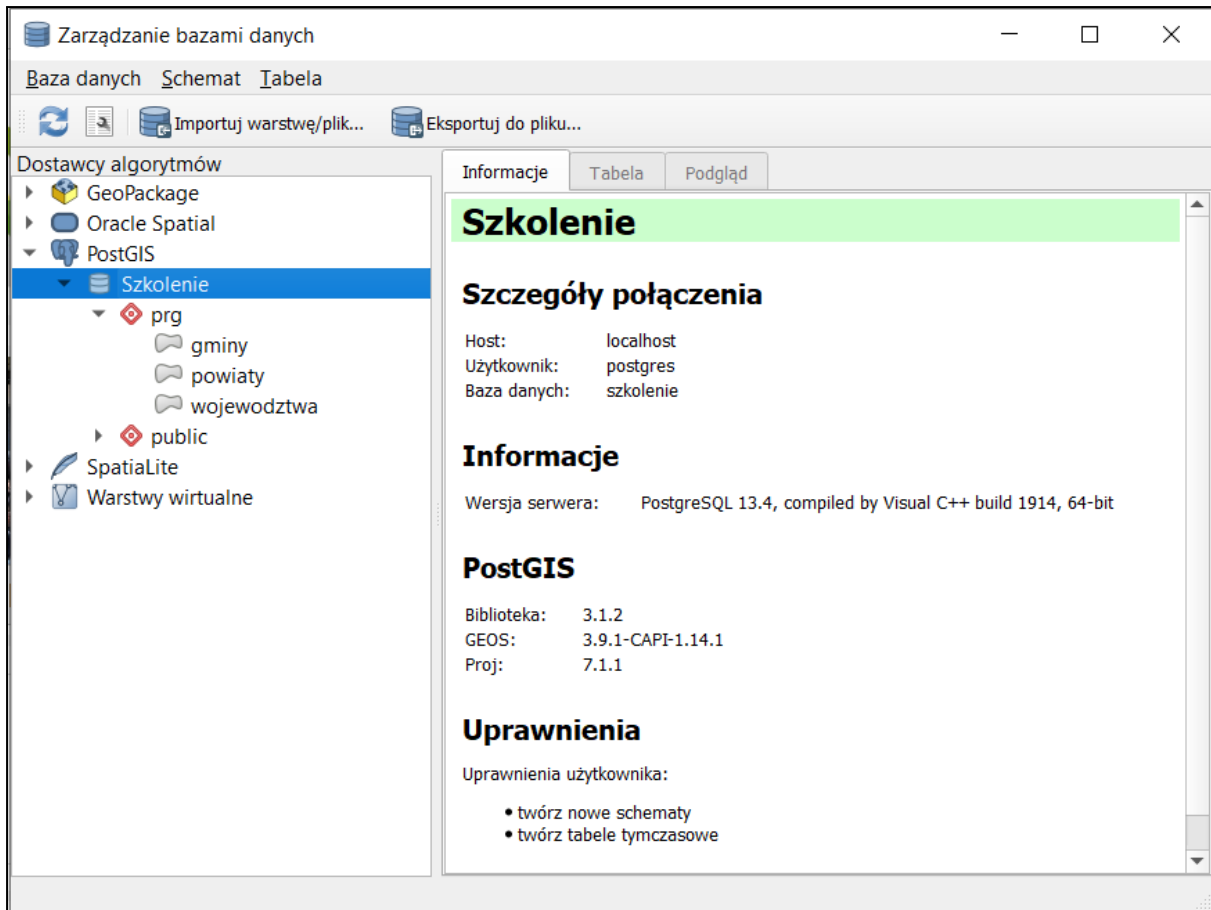 Zarządzanie bazami danych
Baza danych Schemat Tabela
Importuj warstwę/plik... Eksportuj do pliku...
Dostawcy algorytmów
GeoPackage
Oracle Spatial
PostGIS
Szkolenie
prg
gminy
powiaty
wojewodztwa
public
SpatiaLite
Warstwy wirtualne
Informacje Tabela Podgląd
Szkolenie
Szczegóły połączenia
Host: localhost
Użytkownik: postgres
Baza danych: szkolenie
Informacje
Wersja serwera: PostgreSQL 13.4, compiled by Visual C++ build 1914, 64-bit
PostGIS
Biblioteka: 3.1.2
GEOS: 3.9.1-CAPI-1.14.1
Proj: 7.1.1
Uprawnienia
Uprawnienia użytkownika:
• twórz nowe schematy
• twórz tabele tymczasowe